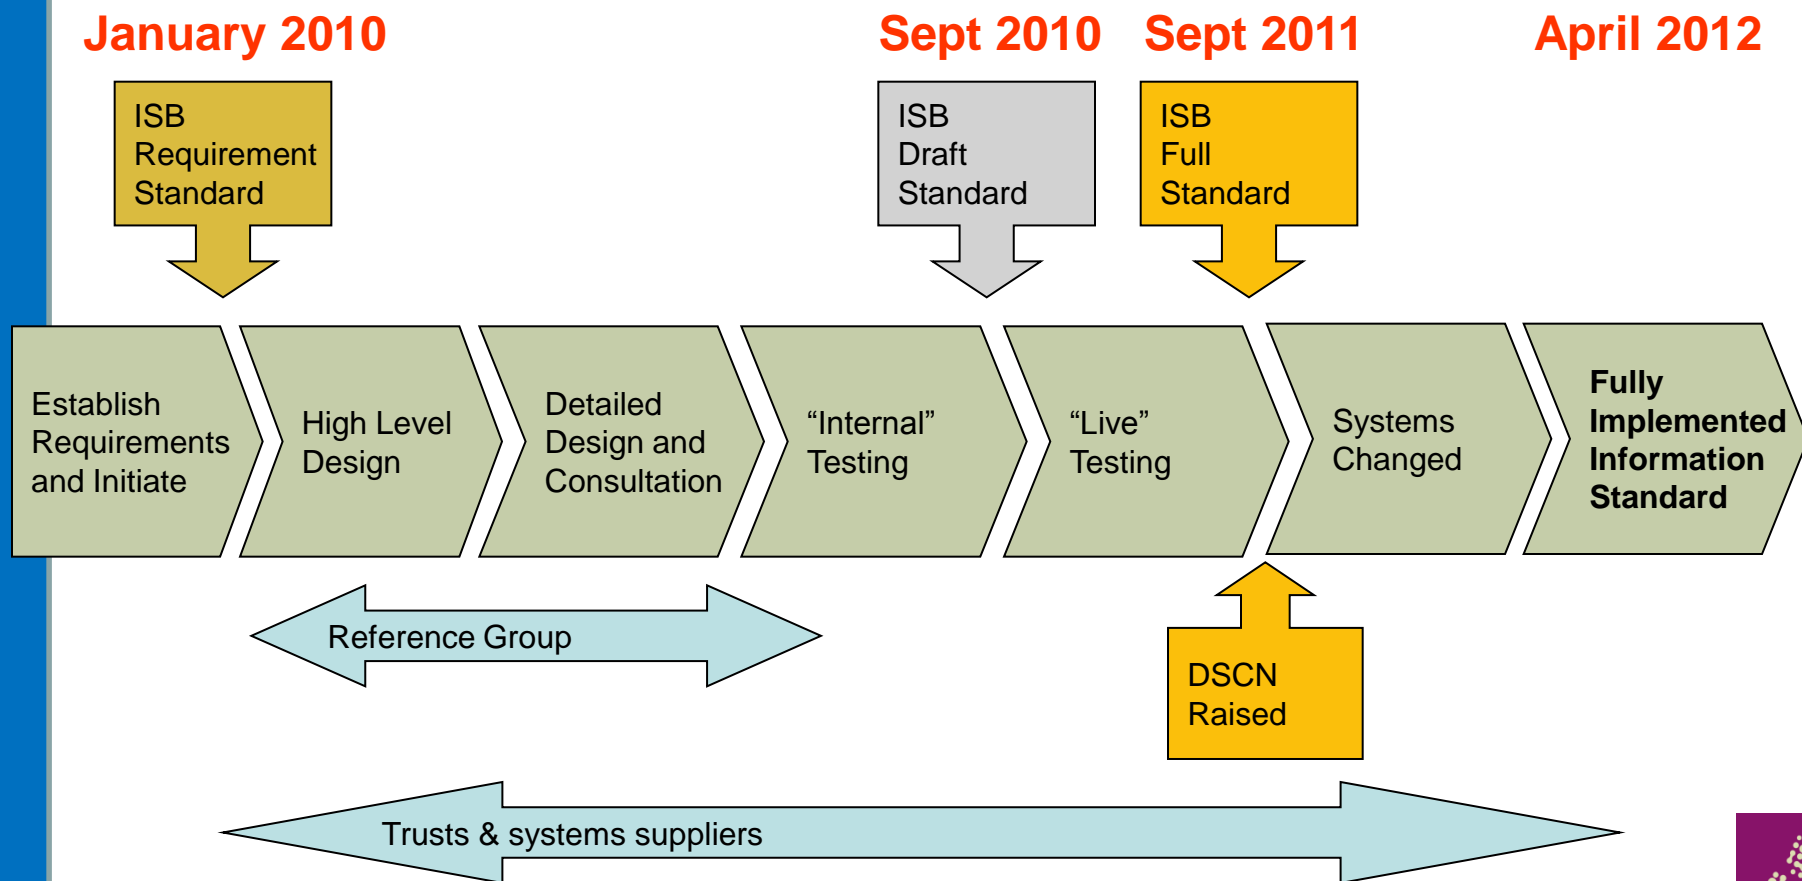 January 2010
Sept 2010
Sept 2011
April 2012
ISB
Requirement
Standard
ISB
Draft
Standard
ISB
Full
Standard
Establish
Requirements
and Initiate
High Level
Design
Detailed
Design and
Consultation
“Internal”
Testing
“Live”
Testing
Systems
Changed
Fully
Implemented
Information
Standard
Reference Group
DSCN
Raised
Trusts & systems suppliers